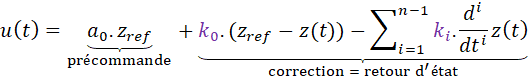 u(t) = a₀. z_ref + k₀. (z_ref − z(t)) − ∑_{i=1}^{n−1} kᵢ. dⁱ/dtⁱ z(t)
précommande
correction = retour d′état